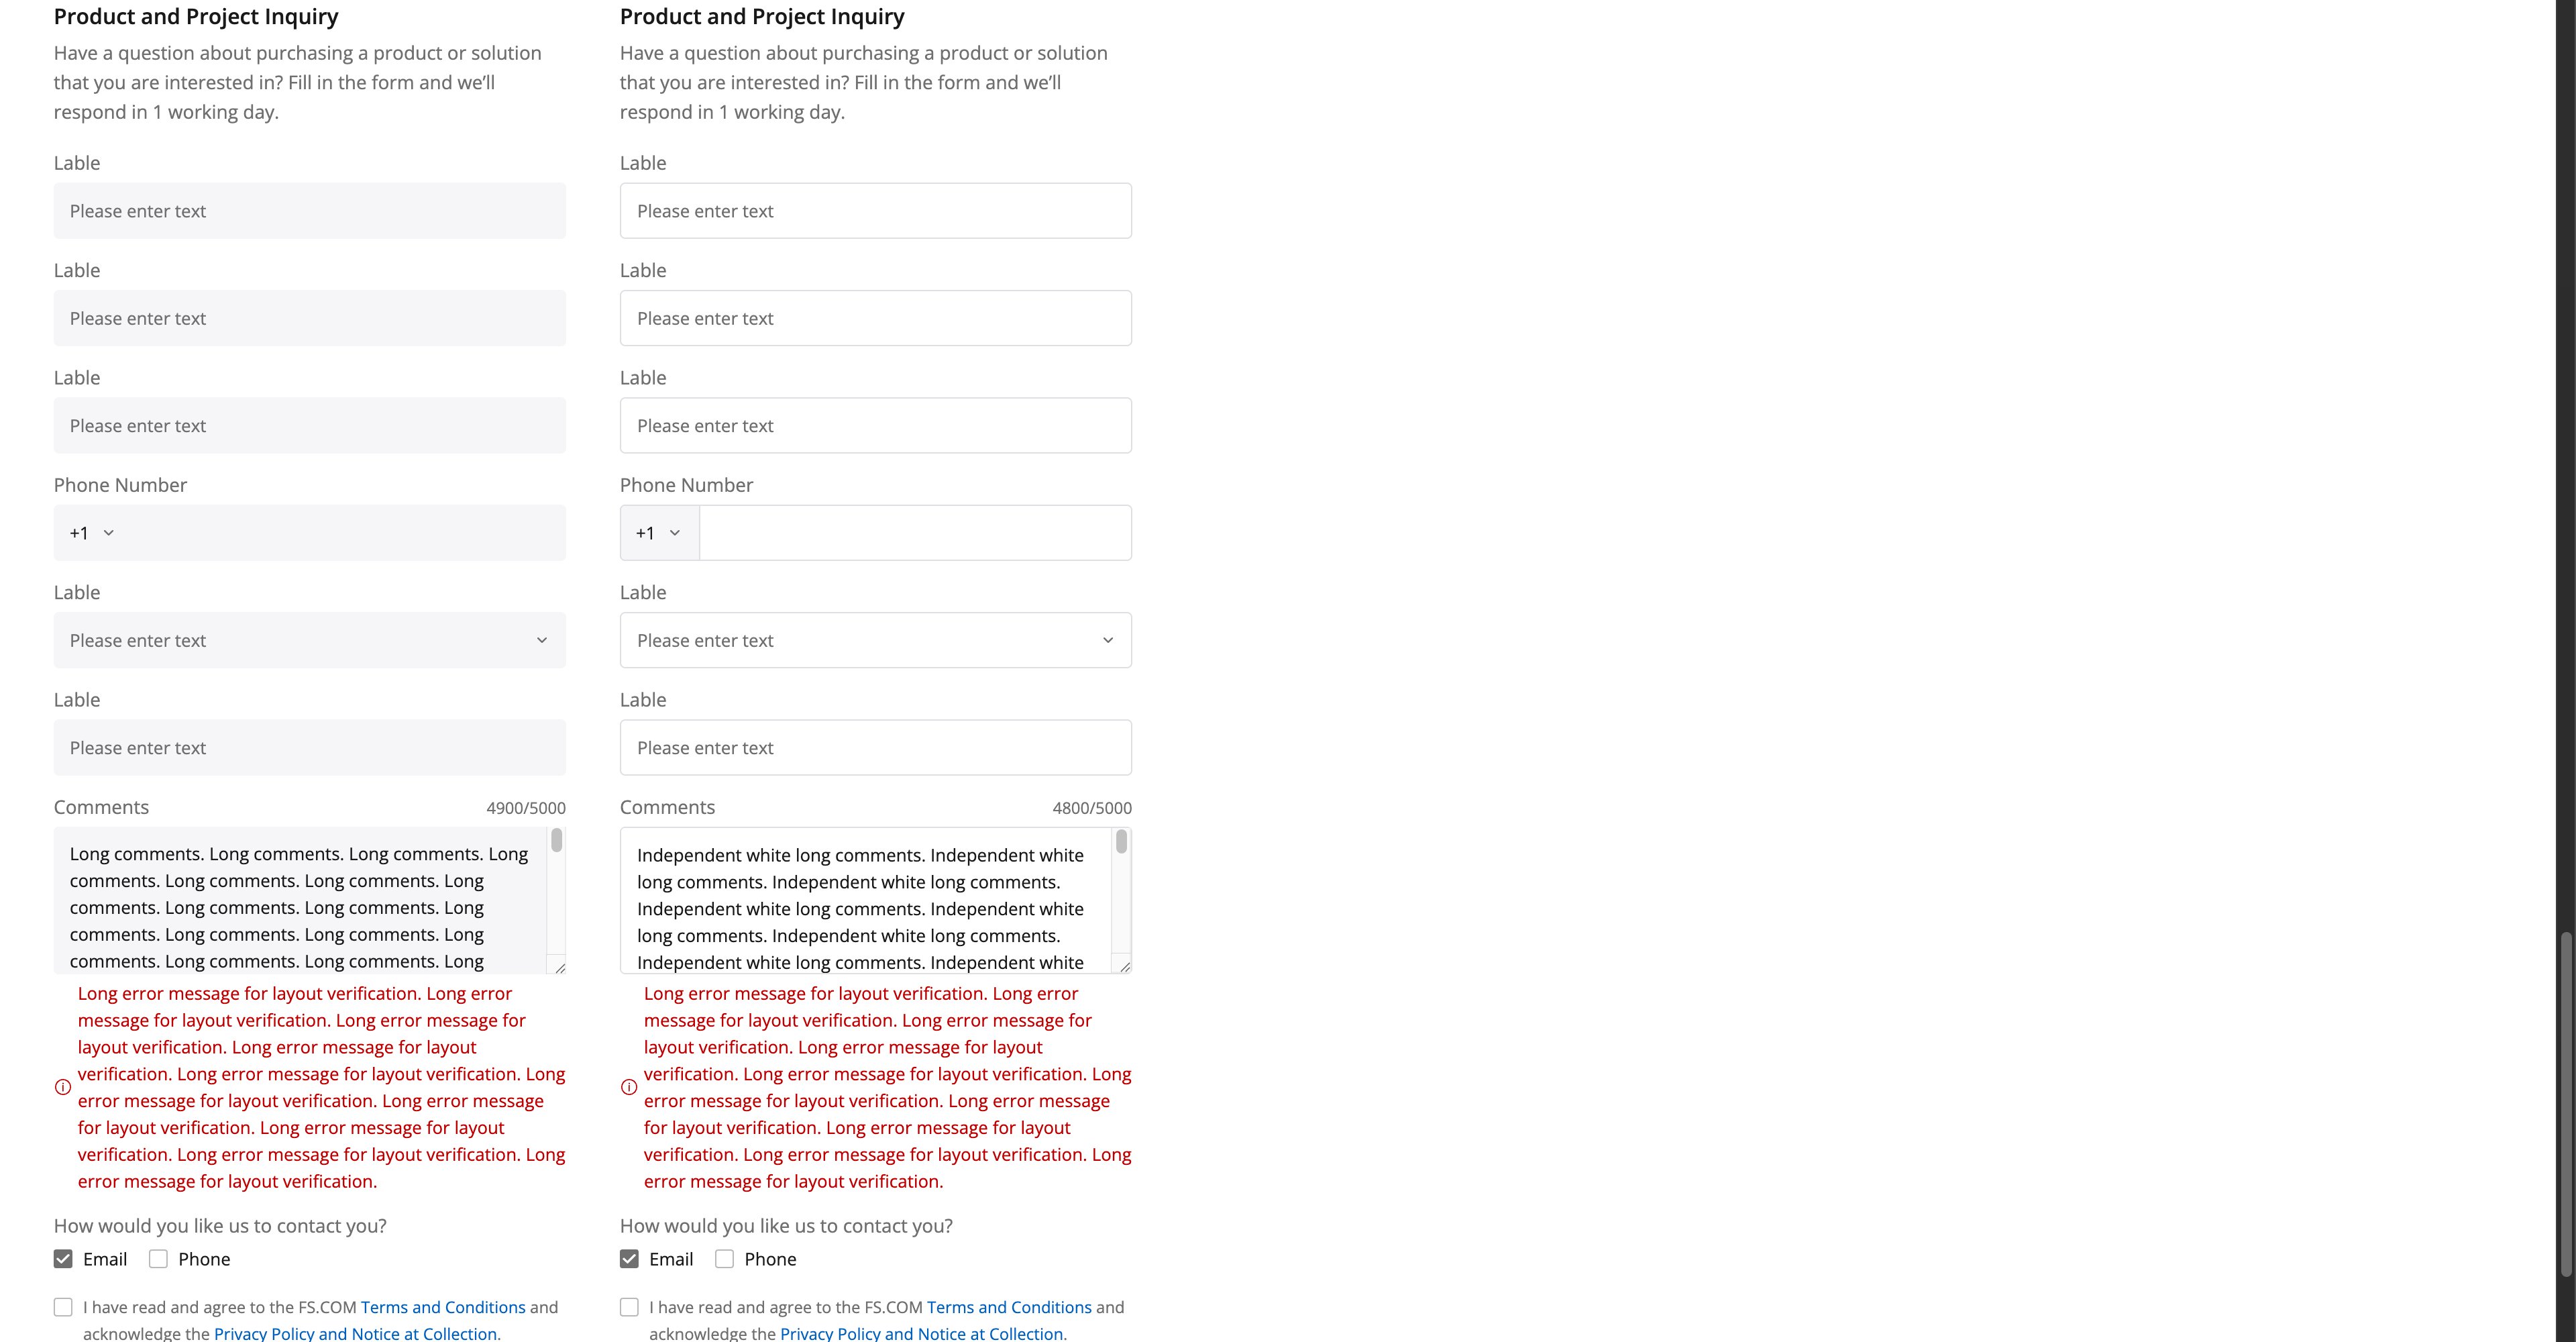 Product and Project Inquiry
Have a question about purchasing a product or solution
that you are interested in? Fill in the form and we’ll
respond in 1 working day.
Lable
Please enter text
Lable
Please enter text
Lable
Please enter text
Phone Number
+1
Lable
Please enter text
Lable
Please enter text
Comments 4900/5000
Long comments. Long comments. Long comments. Long
comments. Long comments. Long comments. Long
comments. Long comments. Long comments. Long
comments. Long comments. Long comments. Long
comments. Long comments. Long comments. Long
Long error message for layout verification. Long error
message for layout verification. Long error message for
layout verification. Long error message for layout
verification. Long error message for layout verification. Long
error message for layout verification. Long error message
for layout verification. Long error message for layout
verification. Long error message for layout verification. Long
error message for layout verification.
How would you like us to contact you?
Email Phone
I have read and agree to the FS.COM Terms and Conditions and
acknowledge the Privacy Policy and Notice at Collection.
Product and Project Inquiry
Have a question about purchasing a product or solution
that you are interested in? Fill in the form and we’ll
respond in 1 working day.
Lable
Please enter text
Lable
Please enter text
Lable
Please enter text
Phone Number
+1
Lable
Please enter text
Lable
Please enter text
Comments 4800/5000
Independent white long comments. Independent white
long comments. Independent white long comments.
Independent white long comments. Independent white
long comments. Independent white long comments.
Independent white long comments. Independent white
Long error message for layout verification. Long error
message for layout verification. Long error message for
layout verification. Long error message for layout
verification. Long error message for layout verification. Long
error message for layout verification. Long error message
for layout verification. Long error message for layout
verification. Long error message for layout verification. Long
error message for layout verification.
How would you like us to contact you?
Email Phone
I have read and agree to the FS.COM Terms and Conditions and
acknowledge the Privacy Policy and Notice at Collection.